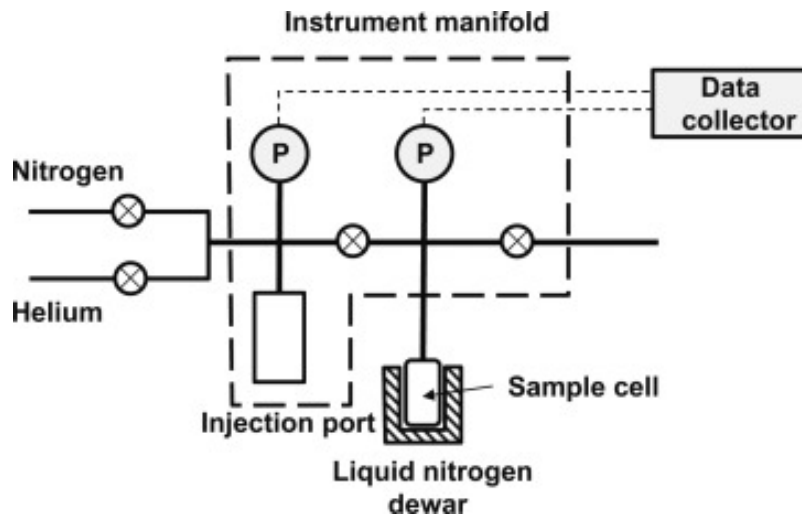 Instrument manifold
Data
collector
P
P
Nitrogen
Helium
Injection port
Sample cell
Liquid nitrogen
dewar